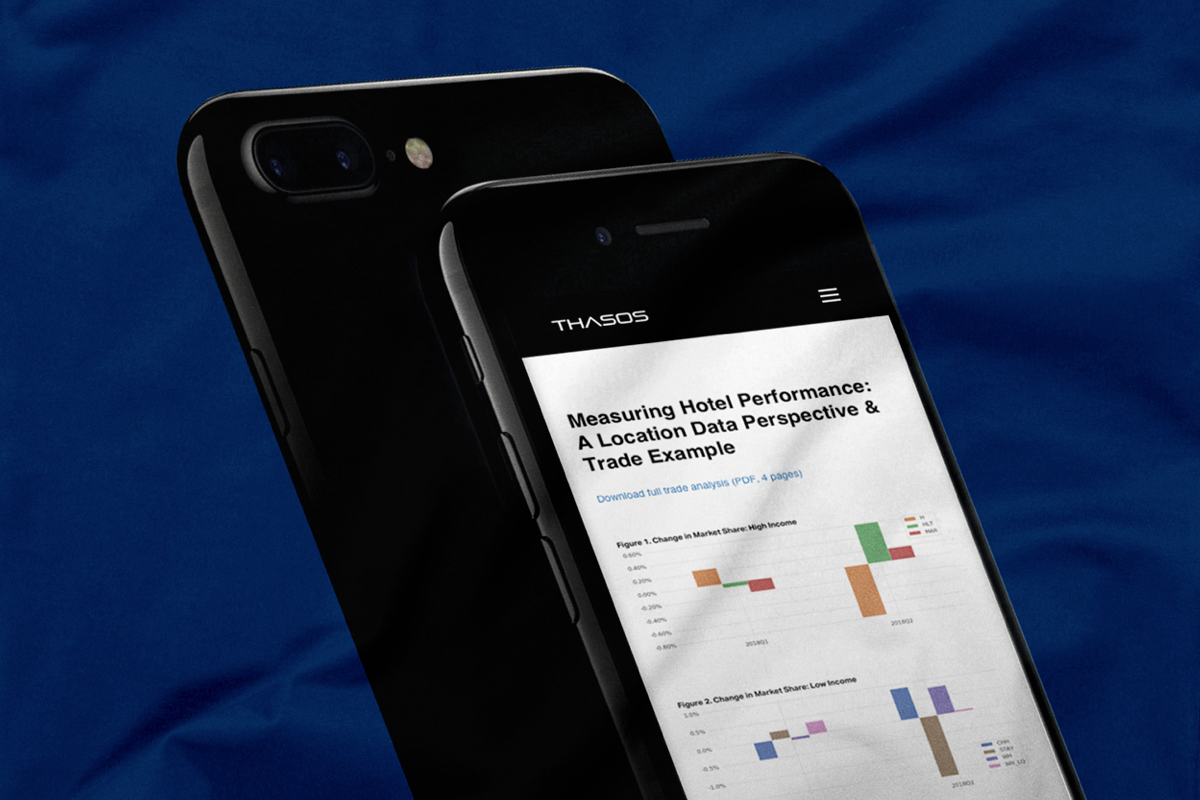 THASOS
Measuring Hotel Performance:
A Location Data Perspective &
Trade Example
Download full trade analysis (PDF, 4 pages)
Figure 1. Change in Market Share: High Income
0.60%
0.40%
0.20%
0.00%
-0.20%
-0.40%
-0.60%
-0.80%
H
HLT
MAR
2018Q1
2018Q2
Figure 2. Change in Market Share: Low Income
1.0%
0.5%
0.0%
-0.5%
-1.0%
CHH
STAY
WH
WH_LQ
2018Q2